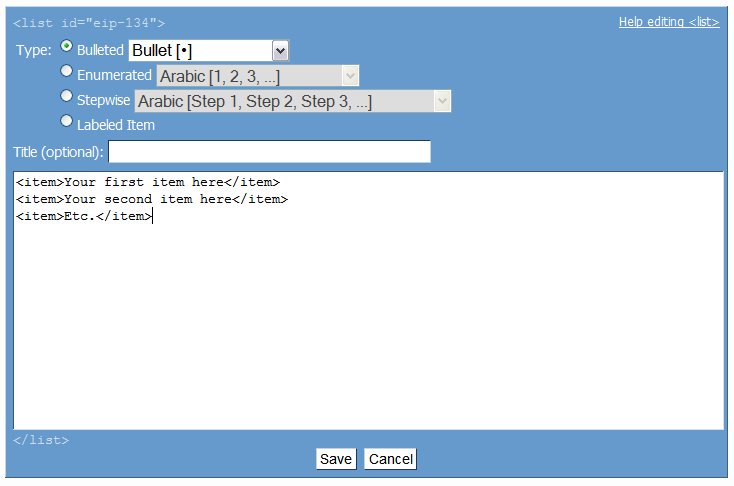 <list id="eip-134">
Help editing <list>
Type: Bulleted Bullet [•]
Enumerated Arabic [1, 2, 3, ...]
Stepwise Arabic [Step 1, Step 2, Step 3, ...]
Labeled Item
Title (optional):
<item>Your first item here</item>
<item>Your second item here</item>
<item>Etc.</item>
</list>
Save Cancel